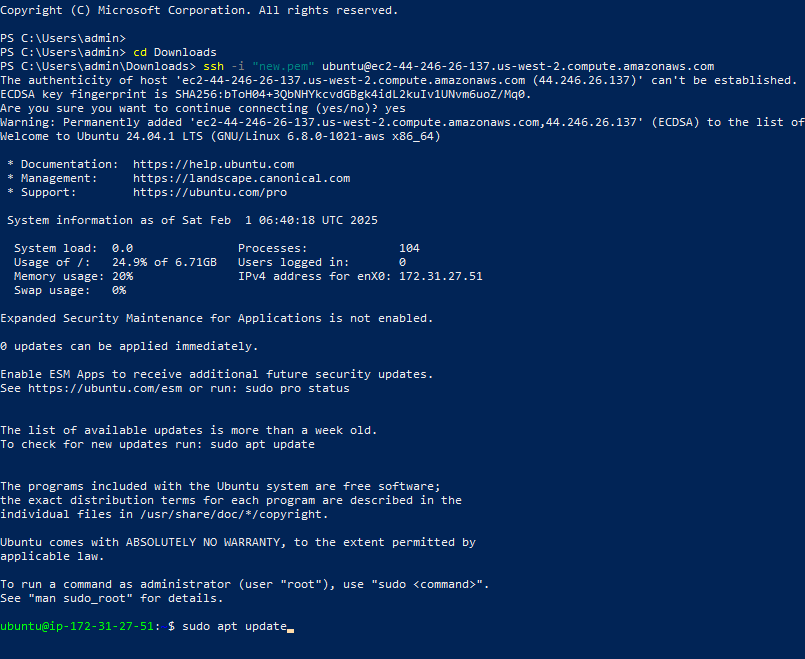 Copyright (C) Microsoft Corporation. All rights reserved.
PS C:\Users\admin>
PS C:\Users\admin> cd Downloads
PS C:\Users\admin\Downloads> ssh -i "new.pem" ubuntu@ec2-44-246-26-137.us-west-2.compute.amazonaws.com
The authenticity of host 'ec2-44-246-26-137.us-west-2.compute.amazonaws.com (44.246.26.137)' can't be established.
ECDSA key fingerprint is SHA256:bToH04+3QbNHYkcvdGBgk4idL2kuIv1UNvm6uoZ/Mq0.
Are you sure you want to continue connecting (yes/no)? yes
Warning: Permanently added 'ec2-44-246-26-137.us-west-2.compute.amazonaws.com,44.246.26.137' (ECDSA) to the list of
Welcome to Ubuntu 24.04.1 LTS (GNU/Linux 6.8.0-1021-aws x86_64)
* Documentation:  https://help.ubuntu.com
* Management:     https://landscape.canonical.com
* Support:        https://ubuntu.com/pro
System information as of Sat Feb  1 06:40:18 UTC 2025
System load:  0.0               Processes:             104
Usage of /:   24.9% of 6.71GB   Users logged in:       0
Memory usage: 20%               IPv4 address for enX0: 172.31.27.51
Swap usage:   0%
Expanded Security Maintenance for Applications is not enabled.
0 updates can be applied immediately.
Enable ESM Apps to receive additional future security updates.
See https://ubuntu.com/esm or run: sudo pro status
The list of available updates is more than a week old.
To check for new updates run: sudo apt update
The programs included with the Ubuntu system are free software;
the exact distribution terms for each program are described in the
individual files in /usr/share/doc/*/copyright.
Ubuntu comes with ABSOLUTELY NO WARRANTY, to the extent permitted by
applicable law.
To run a command as administrator (user "root"), use "sudo <command>".
See "man sudo_root" for details.
ubuntu@ip-172-31-27-51:~$ sudo apt update